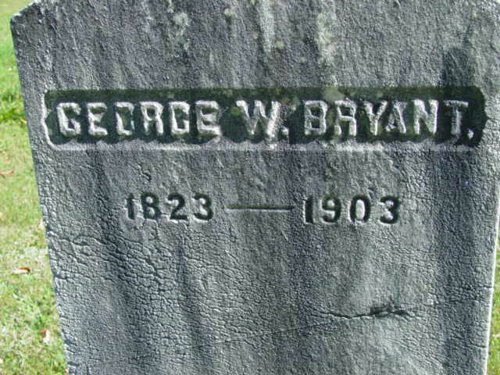 GEORGE W. BRYANT.
1823 — 1903